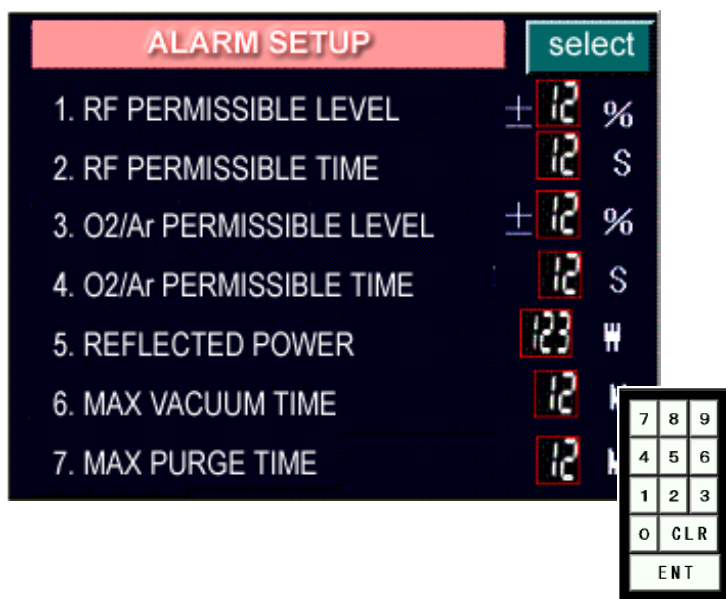 ALARM SETUP select
1. RF PERMISSIBLE LEVEL ± 12 %
2. RF PERMISSIBLE TIME 12 S
3. O2/Ar PERMISSIBLE LEVEL ± 12 %
4. O2/Ar PERMISSIBLE TIME 12 S
5. REFLECTED POWER 123 W
6. MAX VACUUM TIME 12
7. MAX PURGE TIME 12
7 8 9
4 5 6
1 2 3
0 CLR
ENT